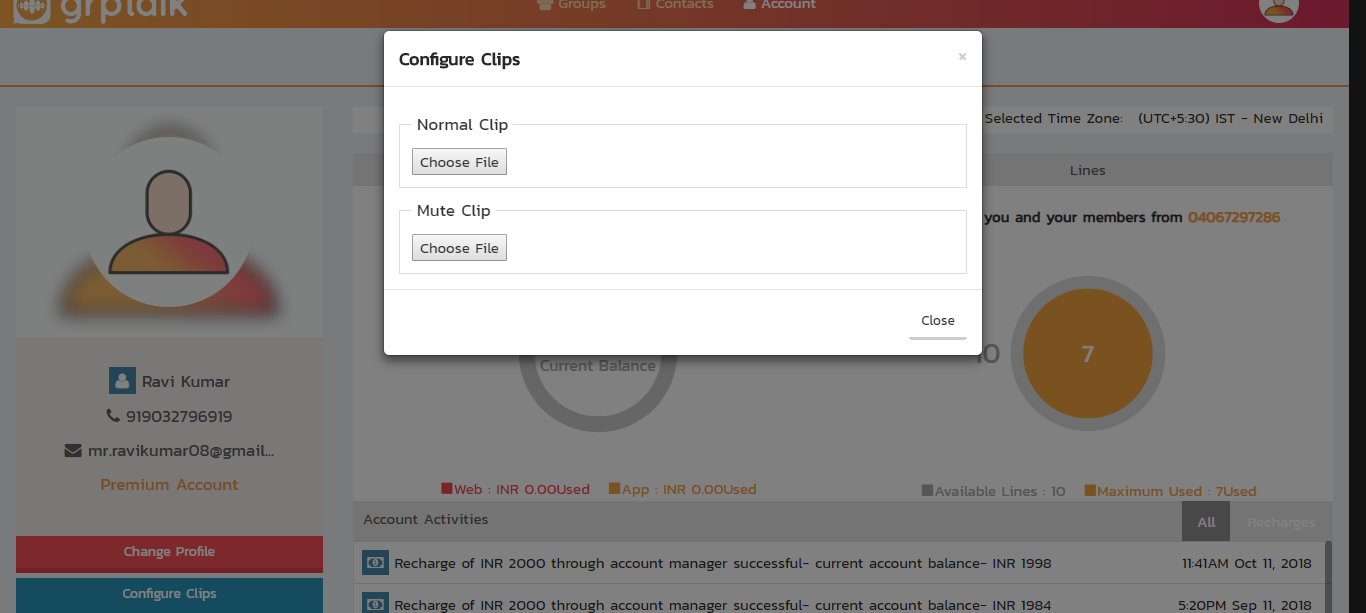 grptalk
Groups Contacts Account
Configure Clips ×
Normal Clip
Choose File
Mute Clip
Choose File
Close
Selected Time Zone: (UTC+5:30) IST - New Delhi
Lines
you and your members from 04067297286
Current Balance
10 7
Ravi Kumar
919032796919
mr.ravikumar08@gmail...
Premium Account
Change Profile
Configure Clips
Web : INR 0.00Used App : INR 0.00Used
Available Lines : 10 Maximum Used : 7Used
Account Activities All Recharges
Recharge of INR 2000 through account manager successful- current account balance- INR 1998 11:41AM Oct 11, 2018
Recharge of INR 2000 through account manager successful- current account balance- INR 1984 5:20PM Sep 11, 2018